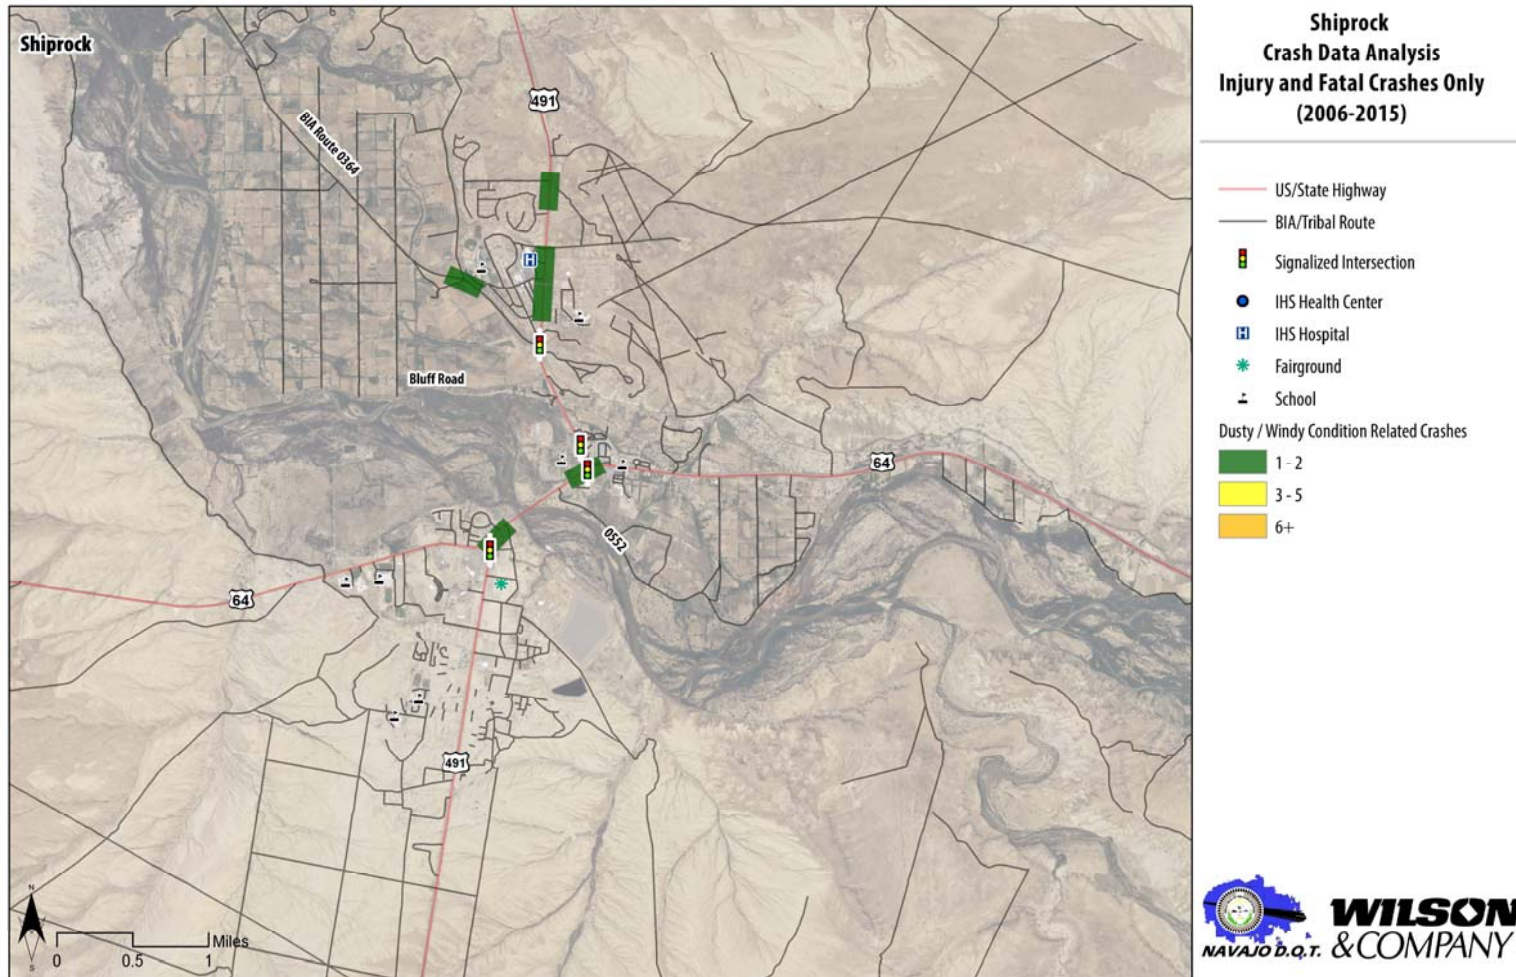 Shiprock
491
BIA Route 0364
H
Bluff Road
64
0552
64
491
N
S
Miles
0 0.5 1
Shiprock
Crash Data Analysis
Injury and Fatal Crashes Only
(2006-2015)
US/State Highway
BIA/Tribal Route
Signalized Intersection
IHS Health Center
H IHS Hospital
Fairground
School
Dusty / Windy Condition Related Crashes
1 - 2
3 - 5
6+
NAVAJO D.O.T.
WILSON
&COMPANY